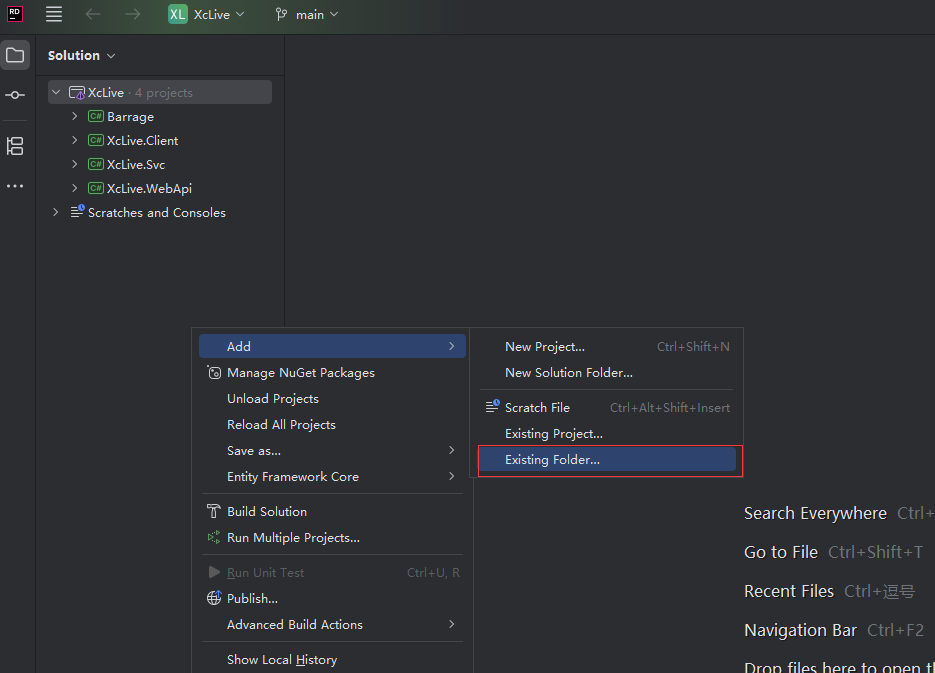 RD XL XcLive main
Solution
XcLive · 4 projects
C# Barrage
C# XcLive.Client
C# XcLive.Svc
C# XcLive.WebApi
Scratches and Consoles
Add
Manage NuGet Packages
Unload Projects
Reload All Projects
Save as...
Entity Framework Core
Build Solution
Run Multiple Projects...
Run Unit Test Ctrl+U, R
Publish...
Advanced Build Actions
Show Local History
New Project... Ctrl+Shift+N
New Solution Folder...
Scratch File Ctrl+Alt+Shift+Insert
Existing Project...
Existing Folder...
Search Everywhere Ctrl+
Go to File Ctrl+Shift+T
Recent Files Ctrl+逗号
Navigation Bar Ctrl+F2
Drop files here to open th